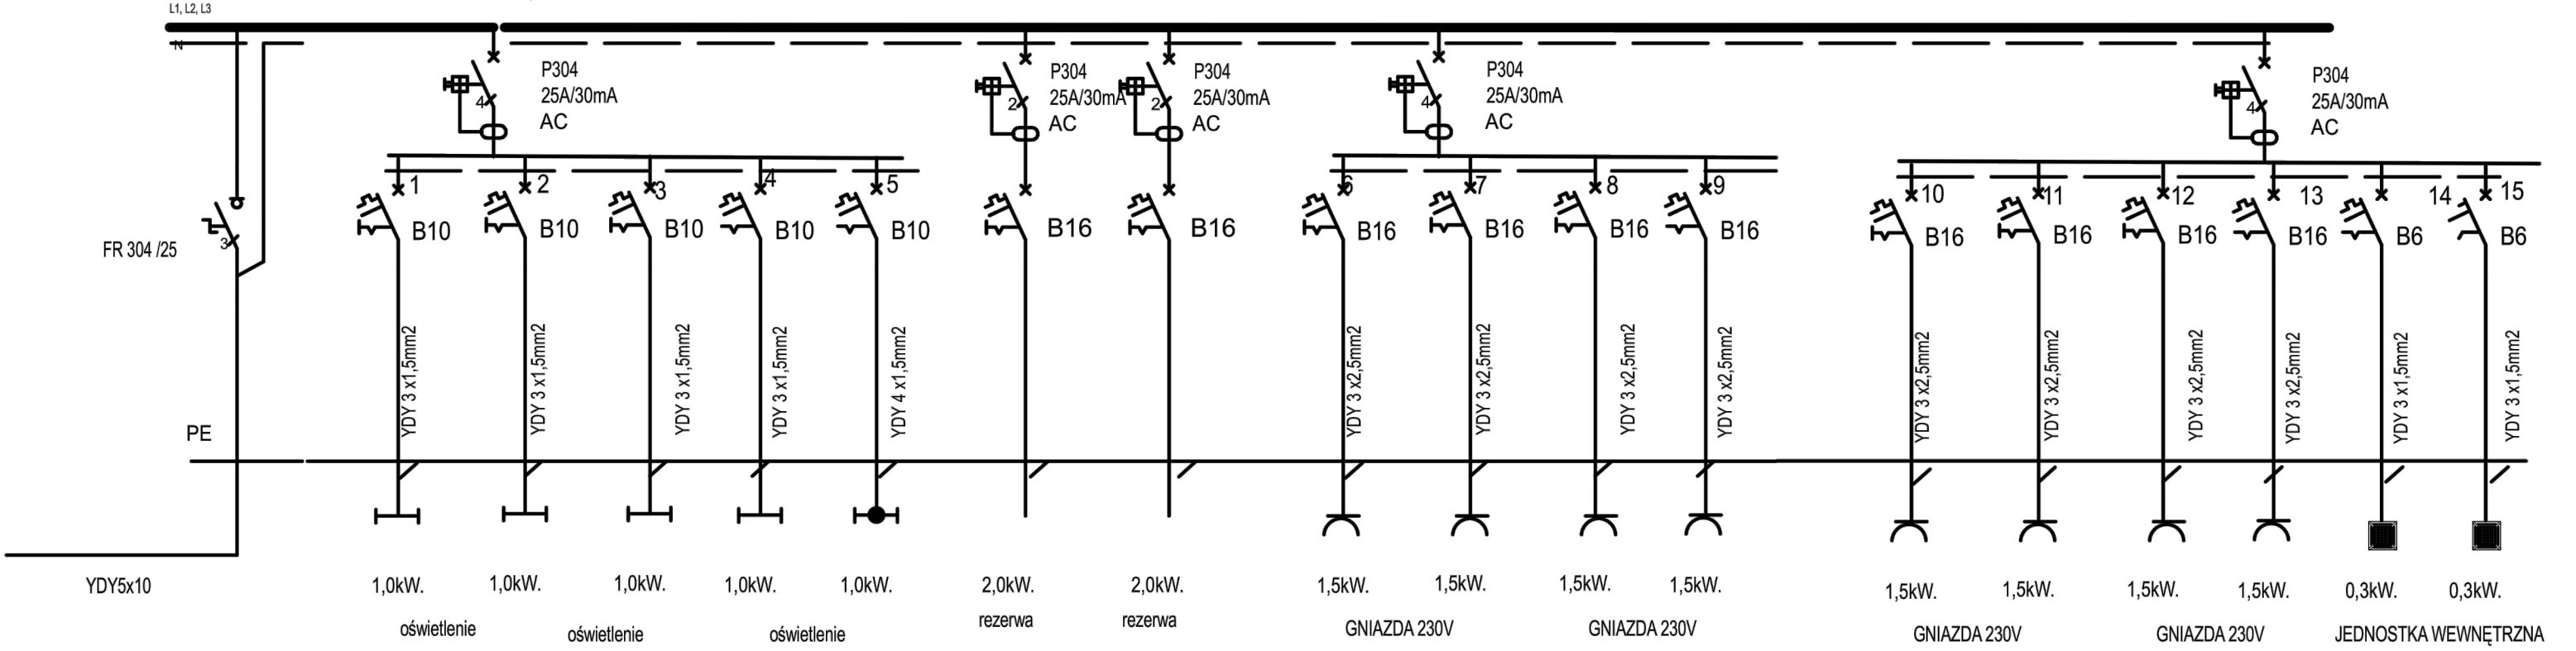 L1, L2, L3
N
P304
25A/30mA
AC
4
P304
25A/30mA
AC
2
P304
25A/30mA
AC
2
P304
25A/30mA
AC
4
P304
25A/30mA
AC
4
FR 304 /25
3
1 2 3 4 5
B10 B10 B10 B10 B10
B16 B16
6 7 8 9
B16 B16 B16 B16
10 11 12 13 14 15
B16 B16 B16 B16 B6 B6
YDY 3 x1,5mm2
YDY 3 x1,5mm2
YDY 3 x1,5mm2
YDY 3 x1,5mm2
YDY 4 x1,5mm2
YDY 3 x2,5mm2
YDY 3 x2,5mm2
YDY 3 x2,5mm2
YDY 3 x2,5mm2
YDY 3 x2,5mm2
YDY 3 x2,5mm2
YDY 3 x2,5mm2
YDY 3 x2,5mm2
YDY 3 x1,5mm2
YDY 3 x1,5mm2
PE
YDY5x10
1,0kW. 1,0kW. 1,0kW. 1,0kW. 1,0kW. 2,0kW. 2,0kW. 1,5kW. 1,5kW. 1,5kW. 1,5kW. 1,5kW. 1,5kW. 1,5kW. 1,5kW. 0,3kW. 0,3kW.
oświetlenie oświetlenie oświetlenie rezerwa rezerwa GNIAZDA 230V GNIAZDA 230V GNIAZDA 230V GNIAZDA 230V JEDNOSTKA WEWNĘTRZNA